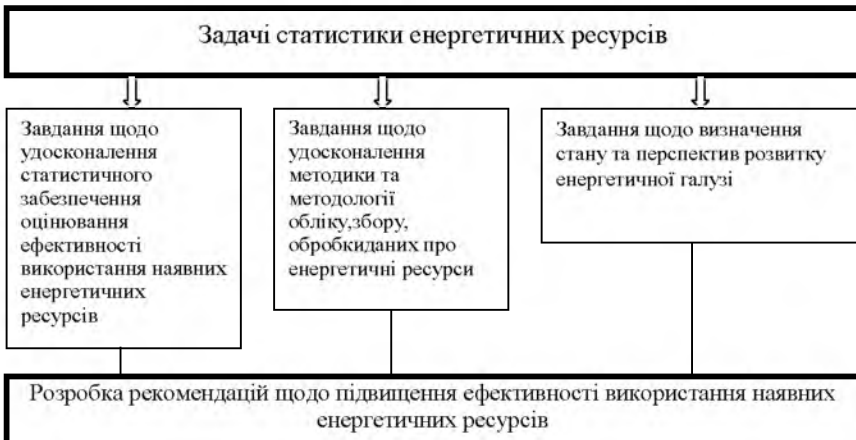 Задачі статистики енергетичних ресурсів
Завдання щодо
удосконалення
статистичного
забезпечення
оцінювання
ефективності
використання наявних
енергетичних
ресурсів
Завдання щодо
удосконалення
методики та
методології
обліку,збору,
обробкиданих про
енергетичні ресурси
Завдання щодо визначення
стану та перспектив розвитку
енергетичної галузі
Розробка рекомендацій щодо підвищення ефективності використання наявних
енергетичних ресурсів